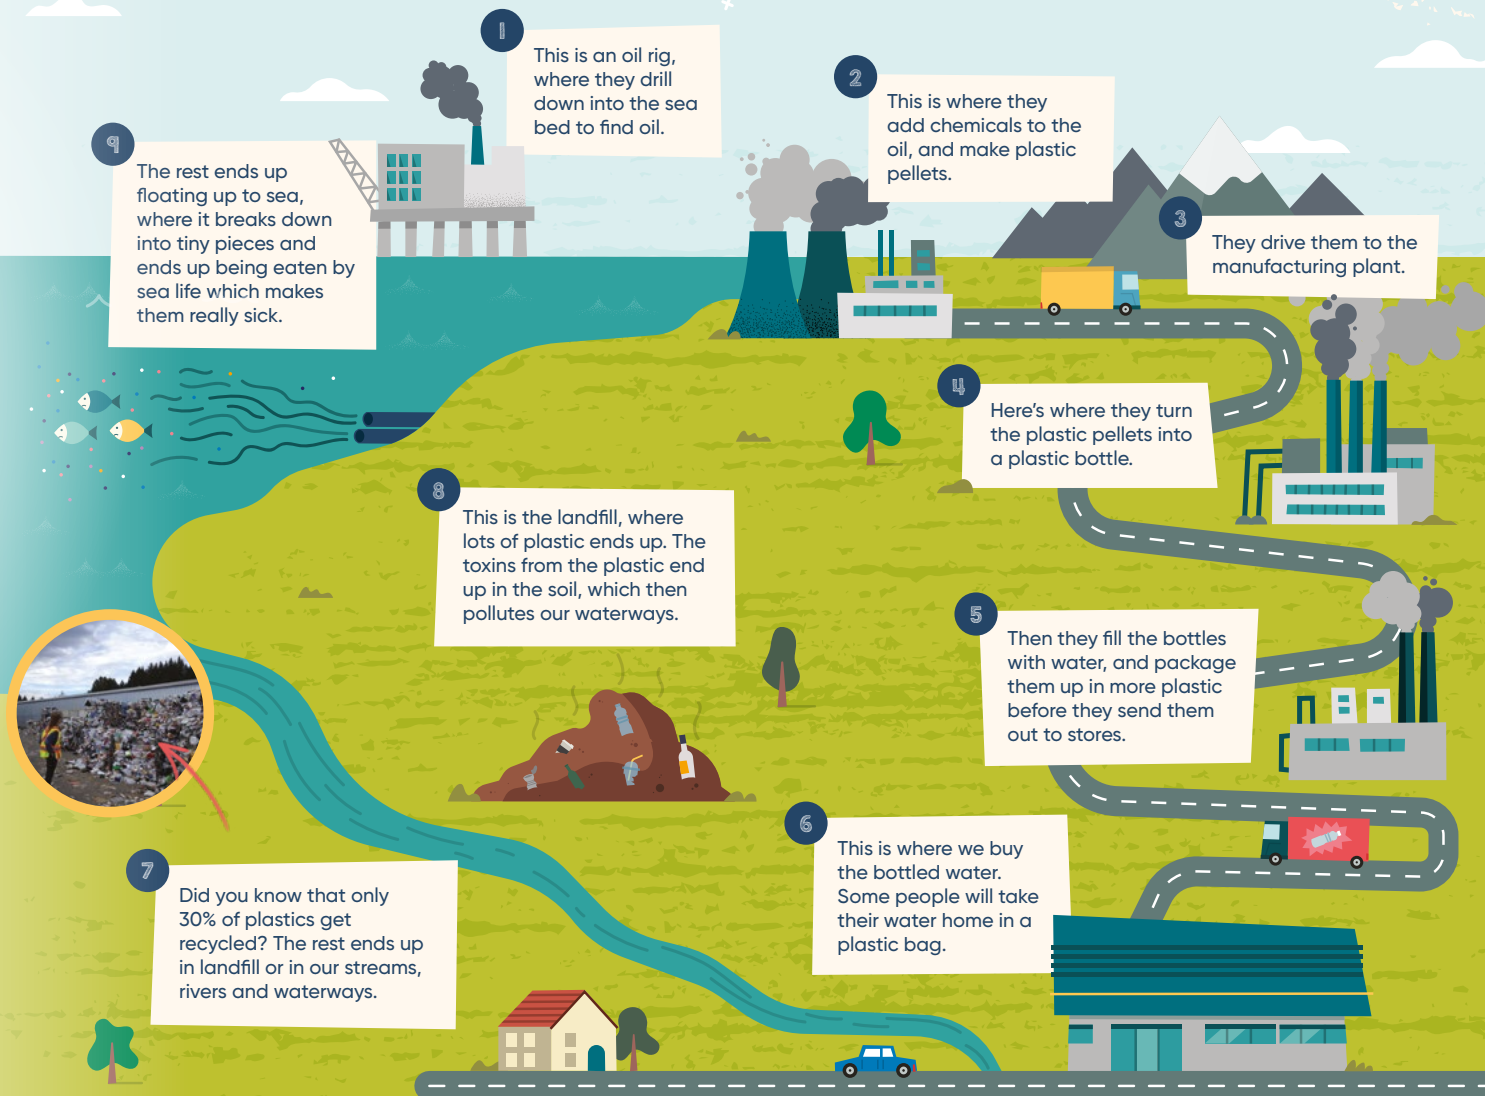 1
This is an oil rig,
where they drill
down into the sea
bed to find oil.
2
This is where they
add chemicals to the
oil, and make plastic
pellets.
3
They drive them to the
manufacturing plant.
4
Here's where they turn
the plastic pellets into
a plastic bottle.
5
Then they fill the bottles
with water, and package
them up in more plastic
before they send them
out to stores.
6
This is where we buy
the bottled water.
Some people will take
their water home in a
plastic bag.
7
Did you know that only
30% of plastics get
recycled? The rest ends up
in landfill or in our streams,
rivers and waterways.
8
This is the landfill, where
lots of plastic ends up. The
toxins from the plastic end
up in the soil, which then
pollutes our waterways.
9
The rest ends up
floating up to sea,
where it breaks down
into tiny pieces and
ends up being eaten by
sea life which makes
them really sick.